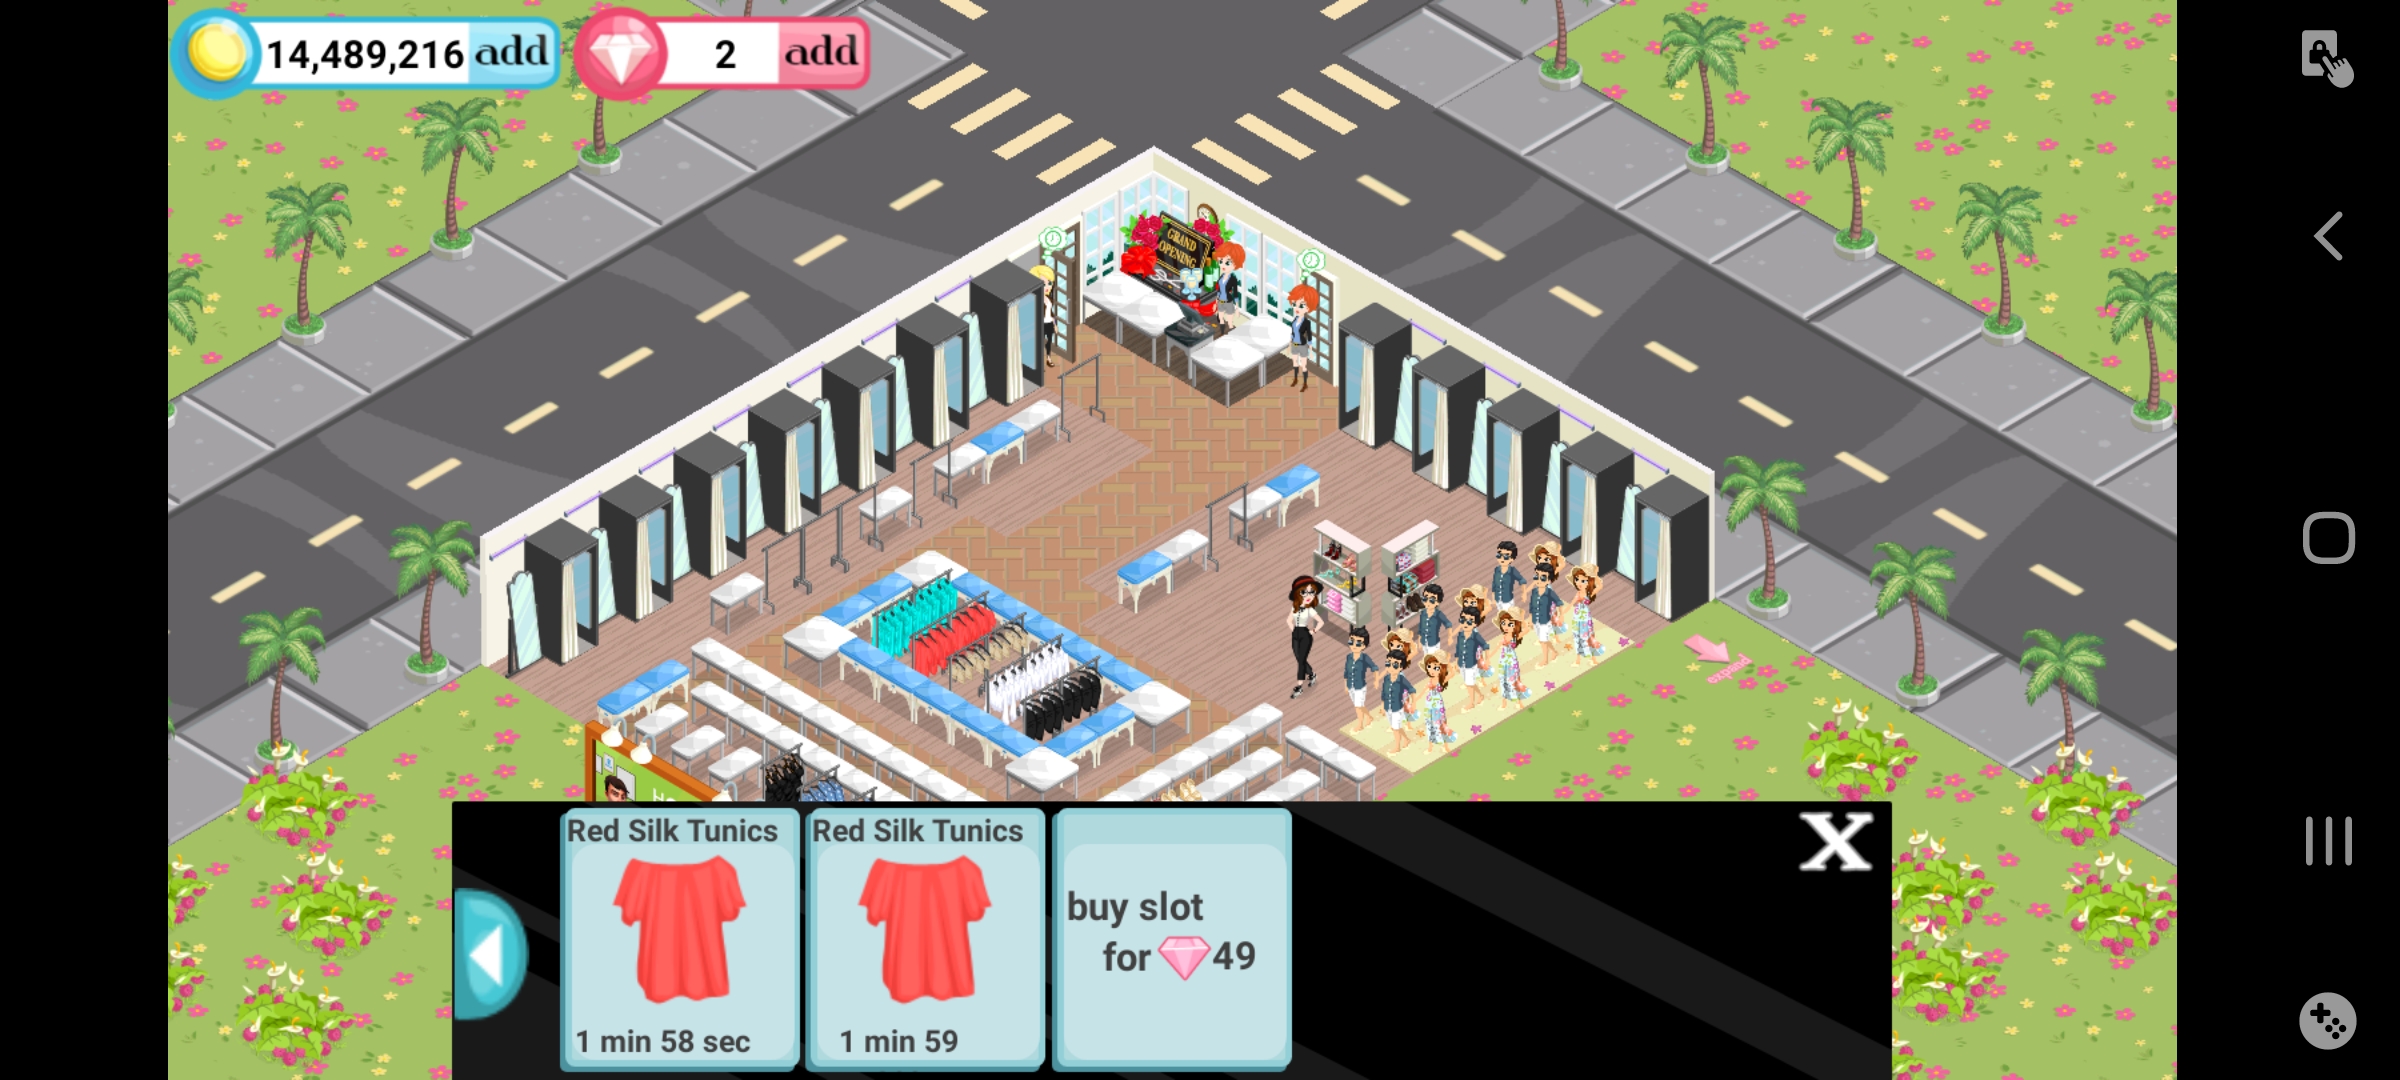 14,489,216 add
2 add
GRAND
OPENING
expand
Red Silk Tunics
1 min 58 sec
Red Silk Tunics
1 min 59
buy slot
for 49
X